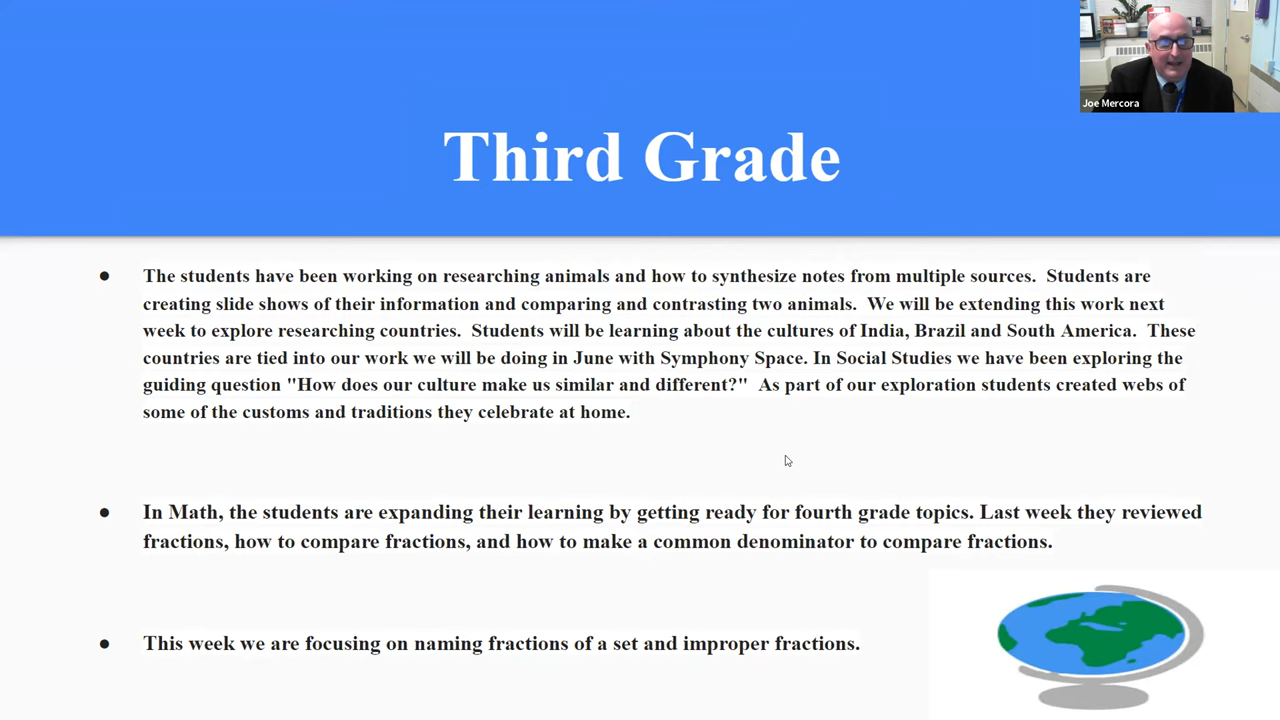 Joe Mercora
Third Grade
● The students have been working on researching animals and how to synthesize notes from multiple sources.  Students are
creating slide shows of their information and comparing and contrasting two animals.  We will be extending this work next
week to explore researching countries.  Students will be learning about the cultures of India, Brazil and South America.  These
countries are tied into our work we will be doing in June with Symphony Space. In Social Studies we have been exploring the
guiding question "How does our culture make us similar and different?"  As part of our exploration students created webs of
some of the customs and traditions they celebrate at home.
● In Math, the students are expanding their learning by getting ready for fourth grade topics. Last week they reviewed
fractions, how to compare fractions, and how to make a common denominator to compare fractions.
● This week we are focusing on naming fractions of a set and improper fractions.